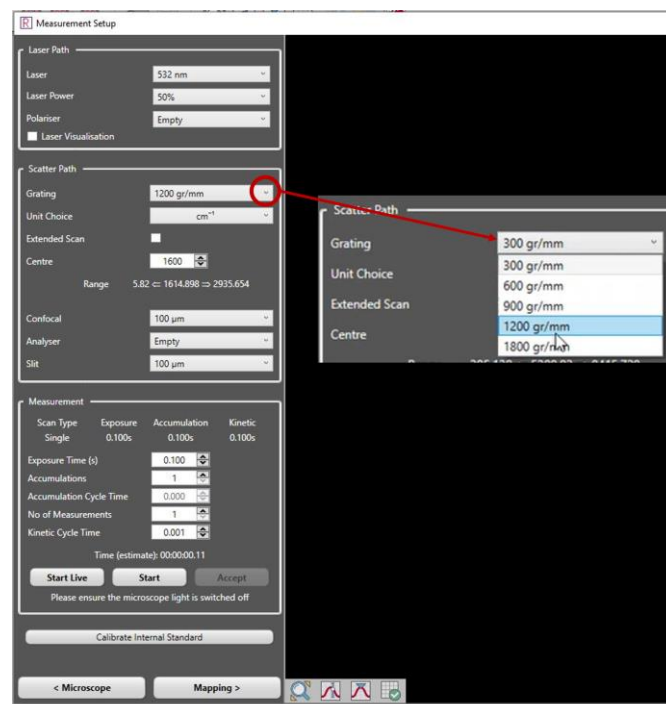 R Measurement Setup
Laser Path
Laser 532 nm
Laser Power 50%
Polariser Empty
Laser Visualisation
Scatter Path
Grating 1200 gr/mm
Unit Choice cm⁻¹
Extended Scan
Centre 1600
Range 5.82 ⇐ 1614.898 ⇒ 2935.654
Confocal 100 µm
Analyser Empty
Slit 100 µm
Measurement
Scan Type Exposure Accumulation Kinetic
Single 0.100s 0.100s 0.100s
Exposure Time (s) 0.100
Accumulations 1
Accumulation Cycle Time 0.000
No of Measurements 1
Kinetic Cycle Time 0.001
Time (estimate): 00:00:00.11
Start Live Start Accept
Please ensure the microscope light is switched off
Calibrate Internal Standard
< Microscope Mapping >
Scatter Path
Grating 300 gr/mm
300 gr/mm
Unit Choice 600 gr/mm
Extended Scan 900 gr/mm
1200 gr/mm
Centre 1800 gr/mm